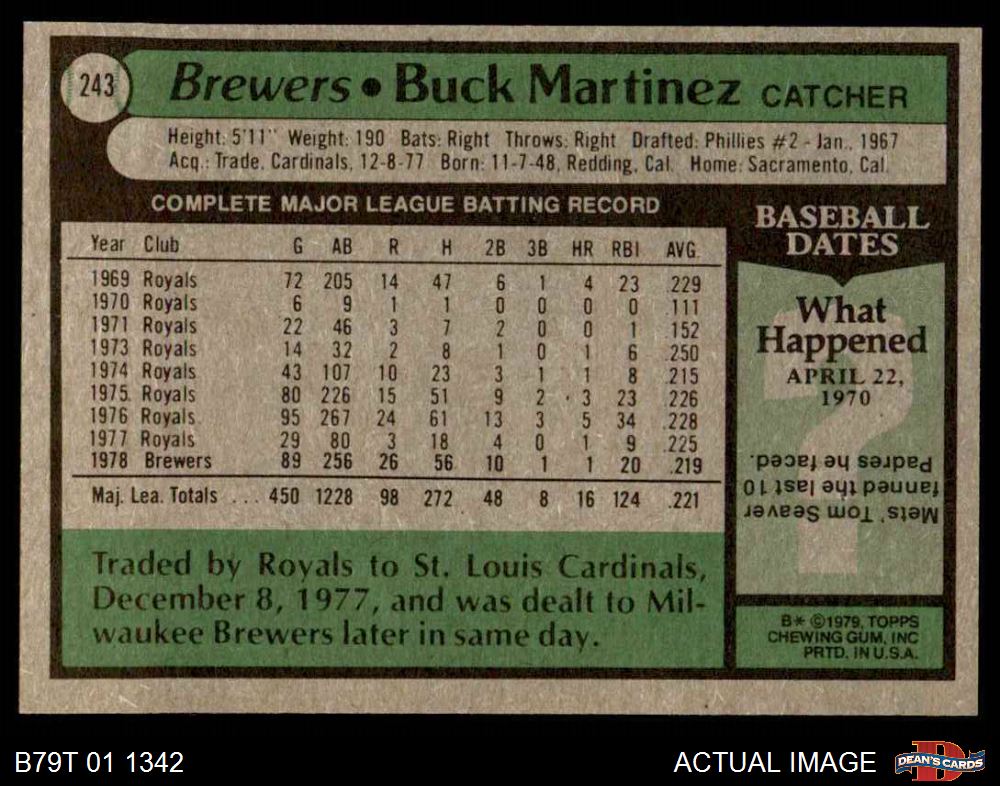 243
Brewers • Buck Martinez CATCHER
Height: 5'11" Weight: 190 Bats: Right Throws: Right Drafted: Phillies #2 - Jan., 1967
Acq.: Trade, Cardinals, 12-8-77 Born: 11-7-48, Redding, Cal. Home: Sacramento, Cal.
COMPLETE MAJOR LEAGUE BATTING RECORD
Year Club G AB R H 2B 3B HR RBI AVG.
1969 Royals 72 205 14 47 6 1 4 23 .229
1970 Royals 6 9 1 1 0 0 0 0 .111
1971 Royals 22 46 3 7 2 0 0 1 .152
1973 Royals 14 32 2 8 1 0 1 6 .250
1974 Royals 43 107 10 23 3 1 1 8 .215
1975 Royals 80 226 15 51 9 2 3 23 .226
1976 Royals 95 267 24 61 13 3 5 34 .228
1977 Royals 29 80 3 18 4 0 1 9 .225
1978 Brewers 89 256 26 56 10 1 1 20 .219
Maj. Lea. Totals ... 450 1228 98 272 48 8 16 124 .221
Traded by Royals to St. Louis Cardinals,
December 8, 1977, and was dealt to Mil-
waukee Brewers later in same day.
BASEBALL
DATES
What
Happened
APRIL 22,
1970
?
Mets' Tom Seaver
fanned the last 10
Padres he faced.
B* ©1979, TOPPS
CHEWING GUM, INC
PRTD. IN U.S.A.
B79T 01 1342
ACTUAL IMAGE
D
DEAN'S CARDS